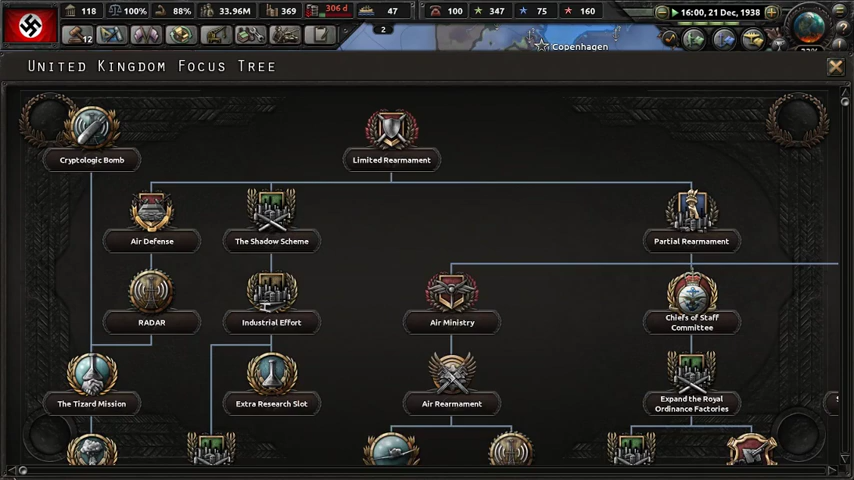 118 100% 88% 33.96M 369 306 d 47 100 347 75 160 16:00, 21 Dec, 1938
12
2
Copenhagen
United Kingdom Focus Tree
Cryptologic Bomb
Limited Rearmament
Air Defense
The Shadow Scheme
Partial Rearmament
RADAR
Industrial Effort
Air Ministry
Chiefs of Staff
Committee
The Tizard Mission
Extra Research Slot
Air Rearmament
Expand the Royal
Ordinance Factories